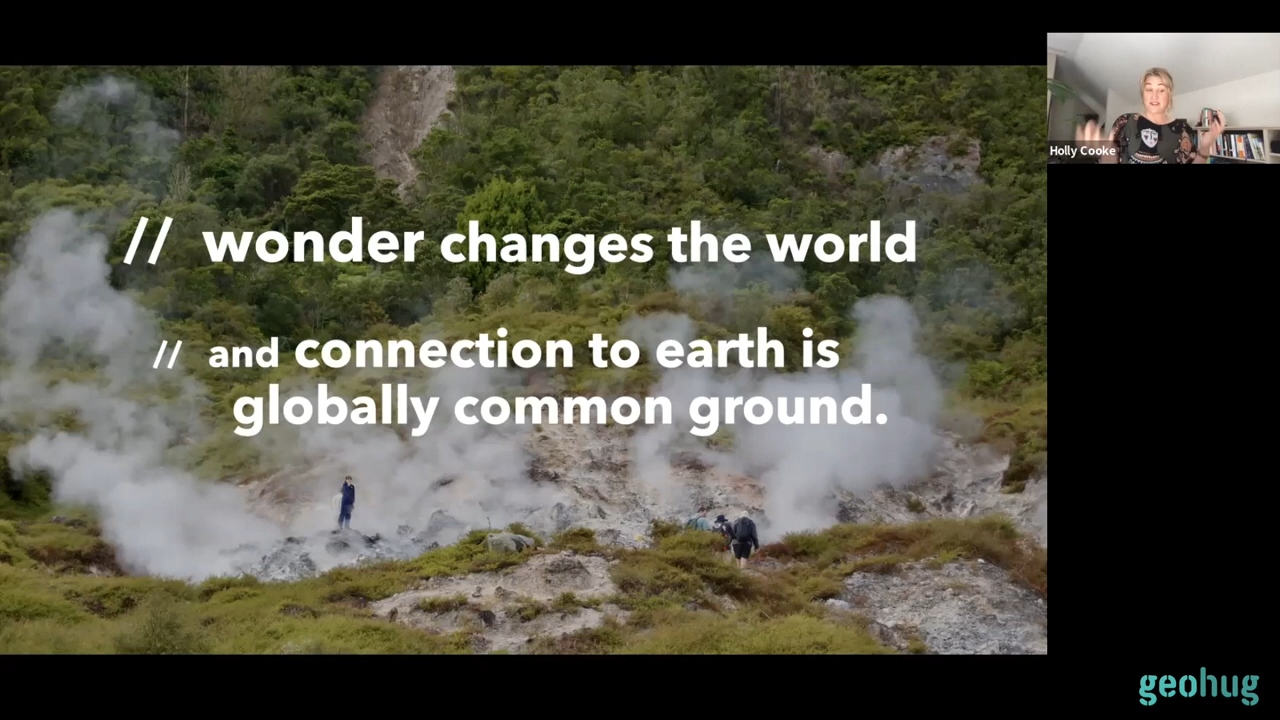 // wonder changes the world
// and connection to earth is
globally common ground.
Holly Cooke
geohug